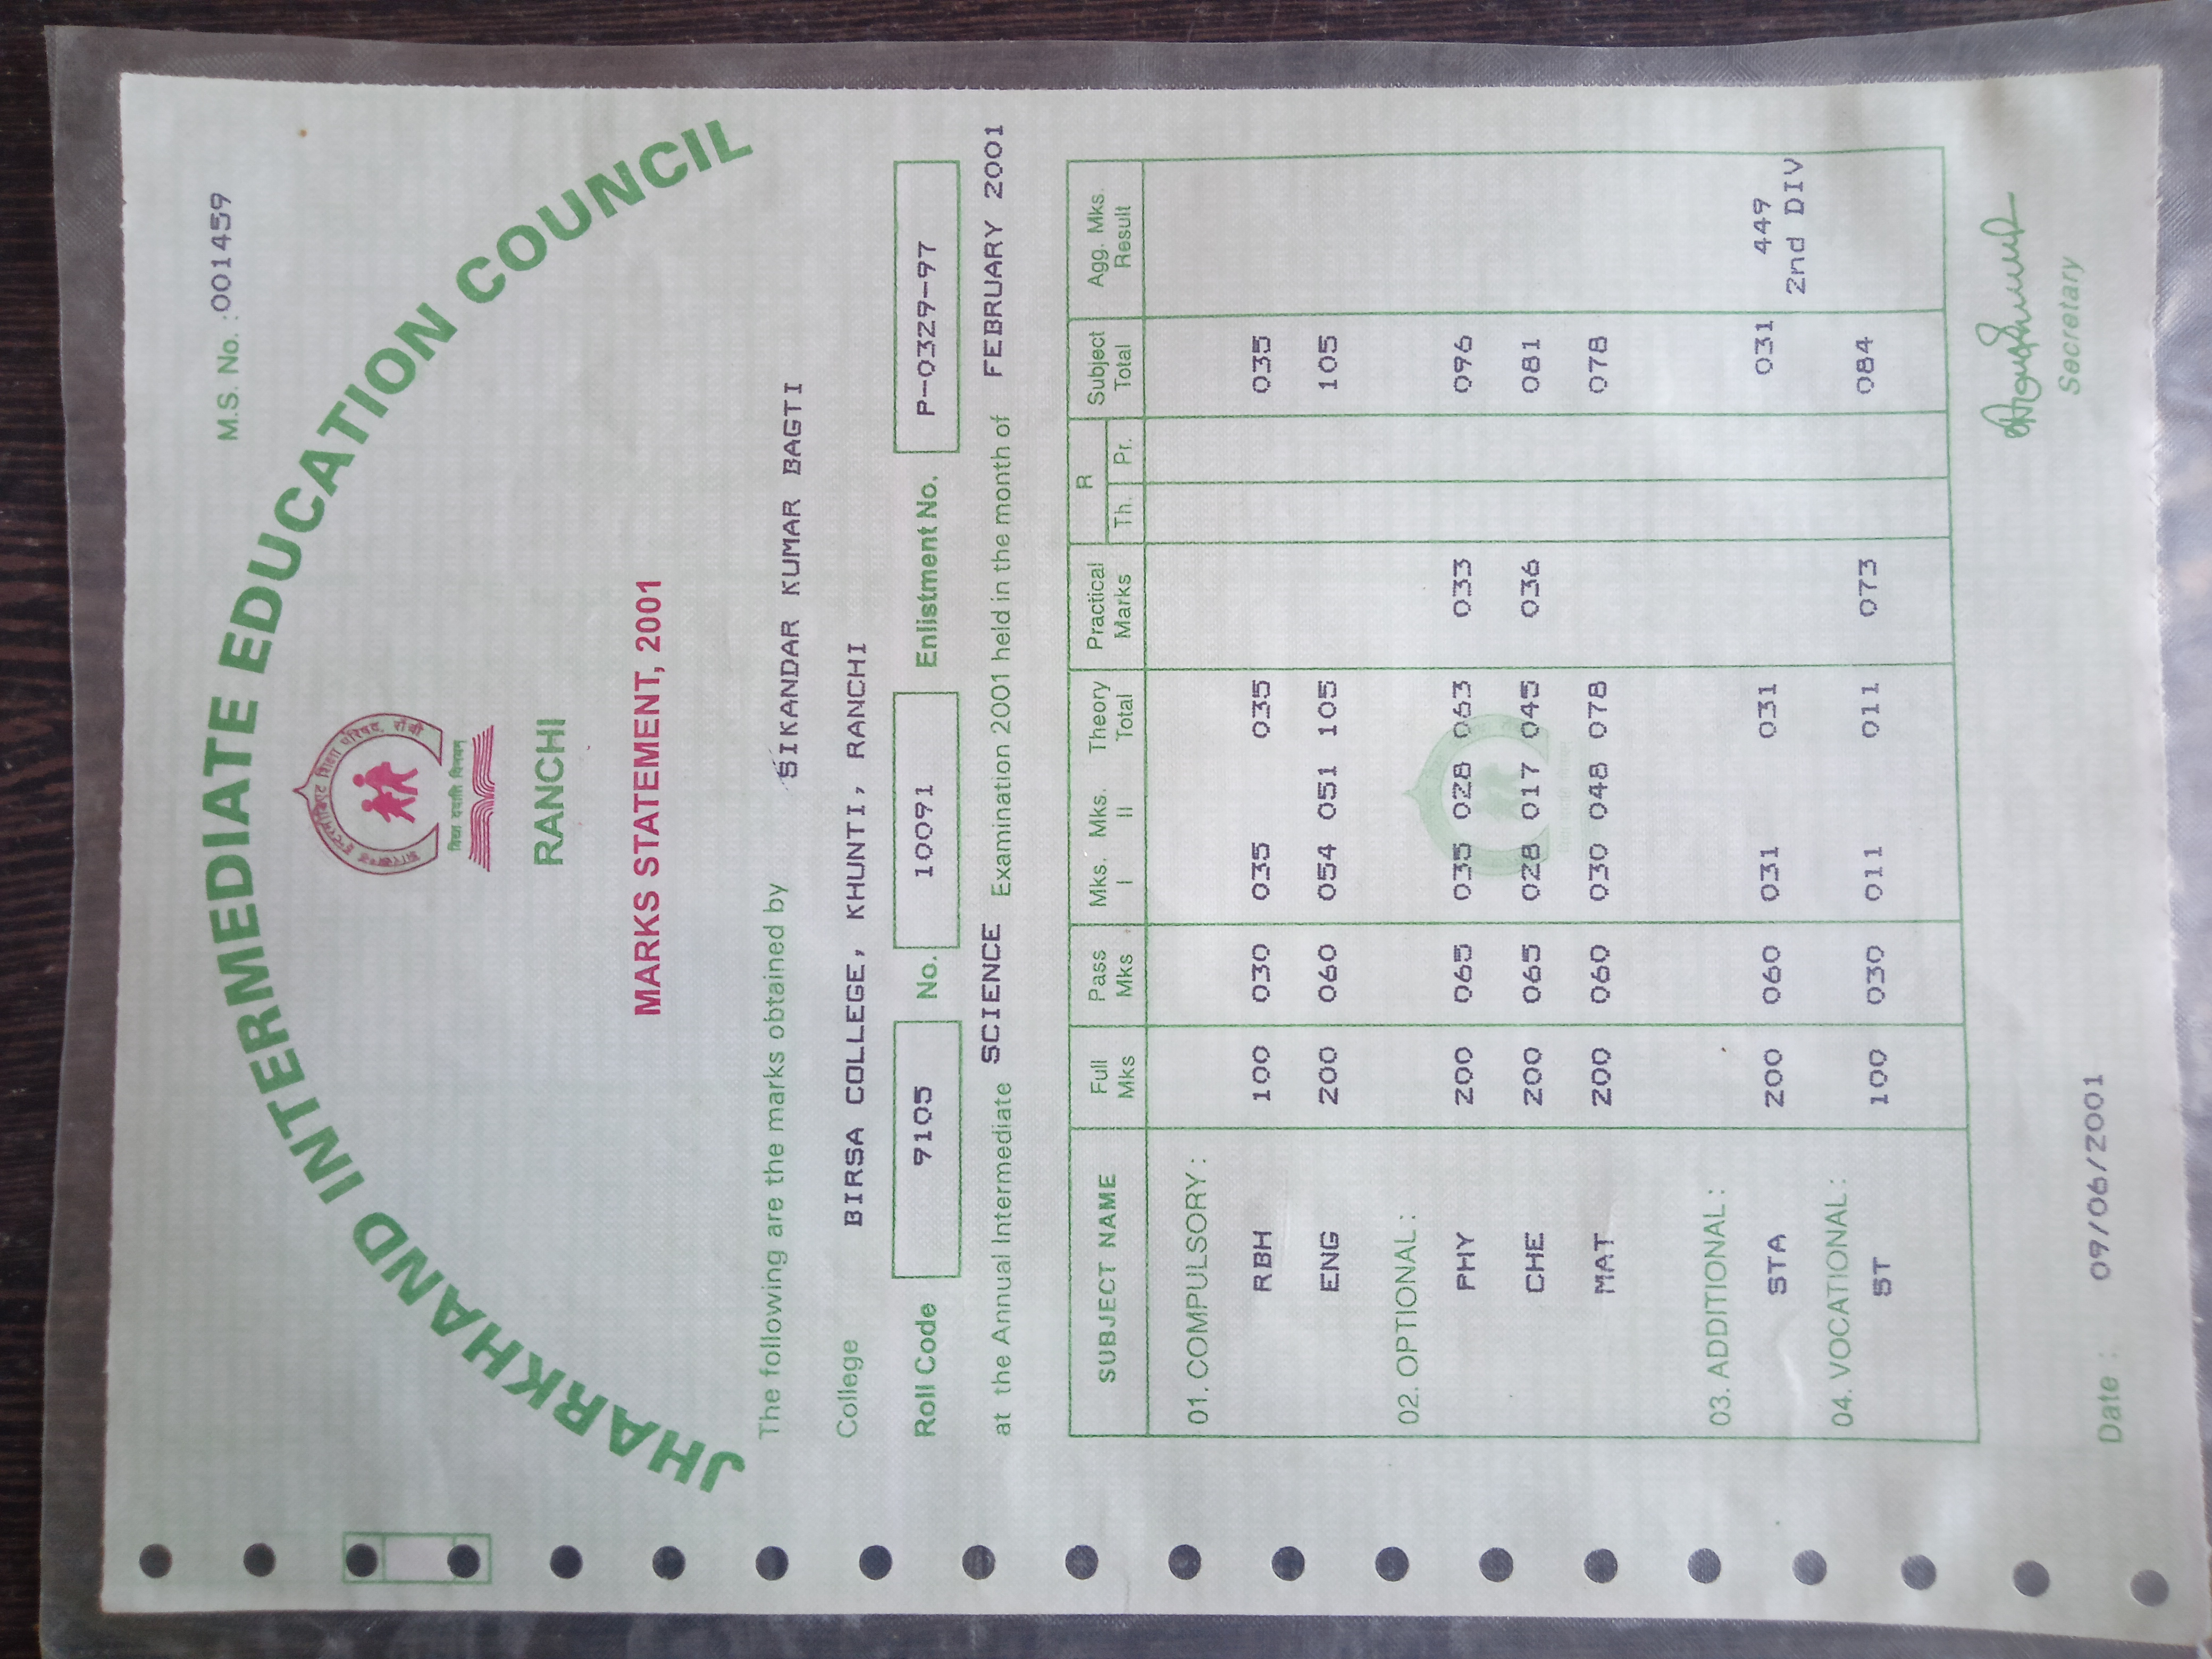 M.S. No. : 001459
JHARKHAND INTERMEDIATE EDUCATION COUNCIL
झारखण्ड इन्टरमीडिएट शिक्षा परिषद, राँची
RANCHI
MARKS STATEMENT, 2001
The following are the marks obtained by SIKANDAR KUMAR BAGTI
College BIRSA COLLEGE, KHUNTI, RANCHI
Roll Code 9105 No. 10091 Enlistment No. P-0329-97
at the Annual Intermediate SCIENCE Examination 2001 held in the month of FEBRUARY 2001
SUBJECT NAME Full Mks Pass Mks Mks. I Mks. II Theory Total Practical Marks R Th. Pr. Subject Total Agg. Mks. Result
01. COMPULSORY :
RBH 100 030 035 035 035
ENG 200 060 054 051 105 105
02. OPTIONAL :
PHY 200 065 035 028 063 033 096
CHE 200 065 028 017 045 036 081
MAT 200 060 030 048 078 078
03. ADDITIONAL :
STA 200 060 031 031 031 449
2nd DIV
04. VOCATIONAL :
ST 100 030 011 011 073 084
Secretary
Date : 09/06/2001